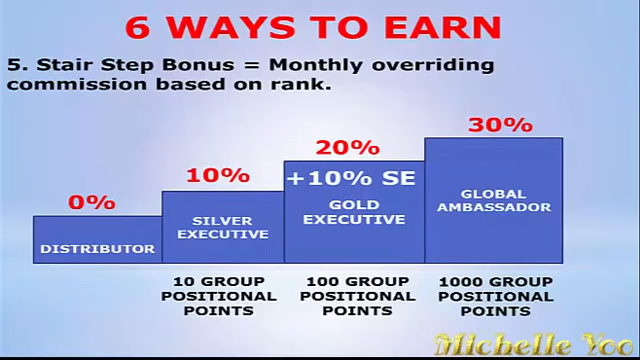 6 WAYS TO EARN
5. Stair Step Bonus = Monthly overriding
commission based on rank.
0%
DISTRIBUTOR
10%
SILVER
EXECUTIVE
10 GROUP
POSITIONAL
POINTS
20%
+10% SE
GOLD
EXECUTIVE
100 GROUP
POSITIONAL
POINTS
30%
GLOBAL
AMBASSADOR
1000 GROUP
POSITIONAL
POINTS
Michelle Yoo